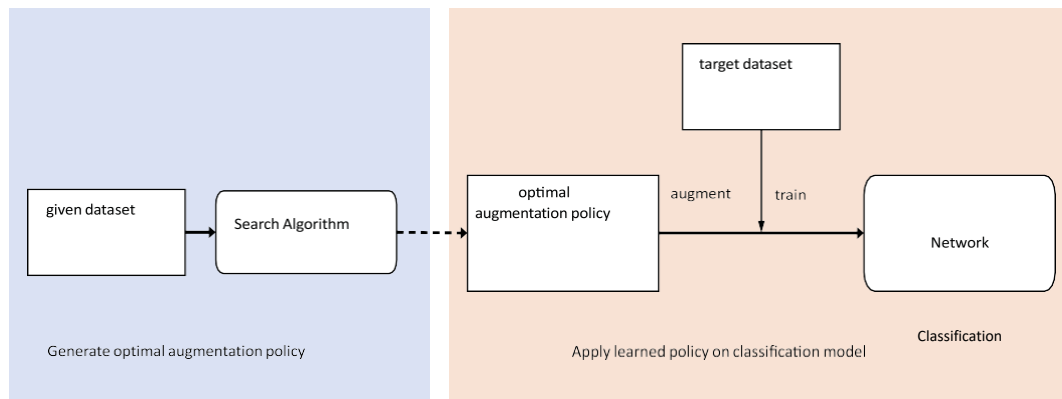 target dataset
given dataset
Search Algorithm
optimal
augmentation policy
augment
train
Network
Generate optimal augmentation policy
Apply learned policy on classification model
Classification